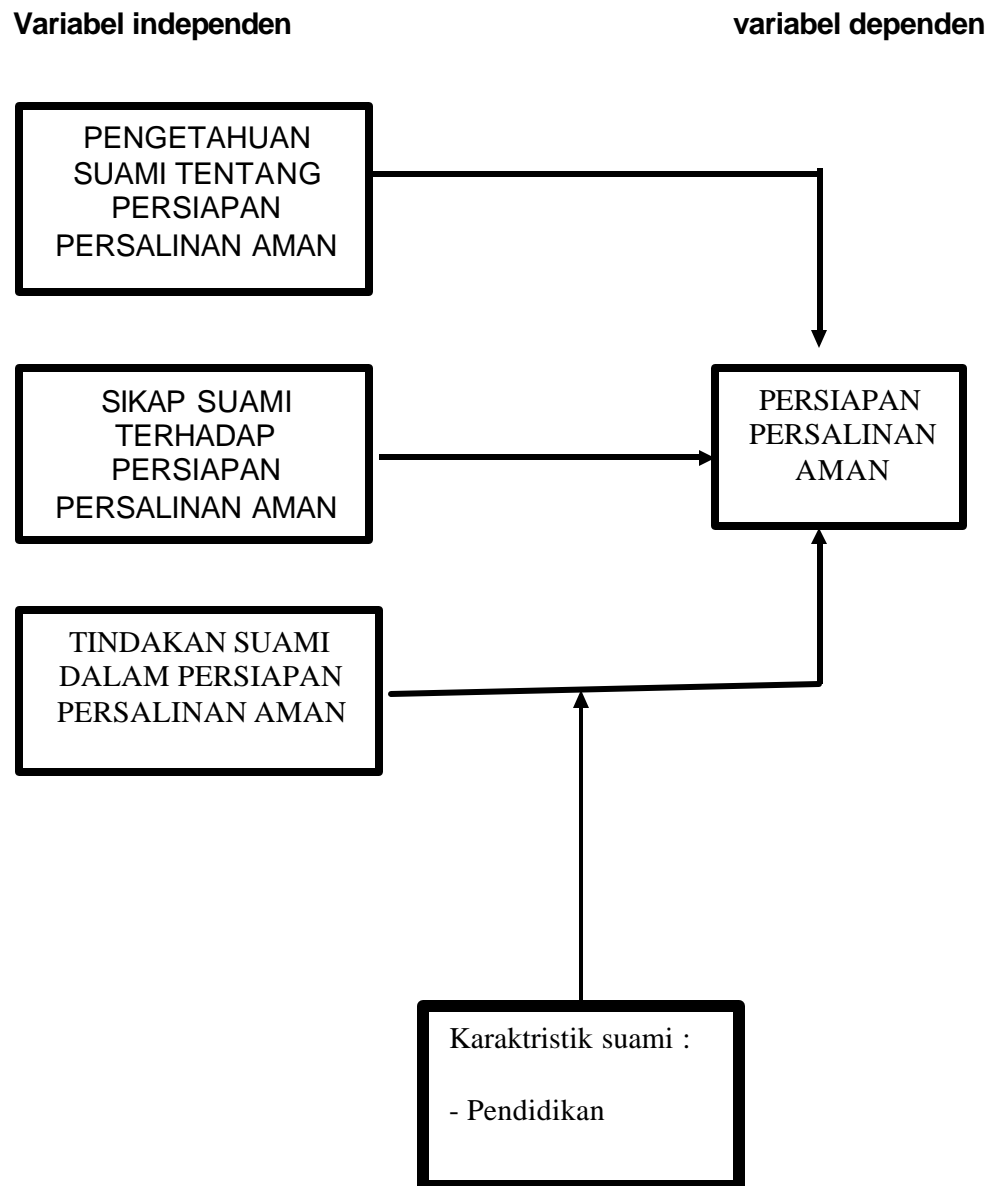 Variabel independen
variabel dependen
PENGETAHUAN
SUAMI TENTANG
PERSIAPAN
PERSALINAN AMAN
SIKAP SUAMI
TERHADAP
PERSIAPAN
PERSALINAN AMAN
PERSIAPAN
PERSALINAN
AMAN
TINDAKAN SUAMI
DALAM PERSIAPAN
PERSALINAN AMAN
Karaktristik suami :
- Pendidikan